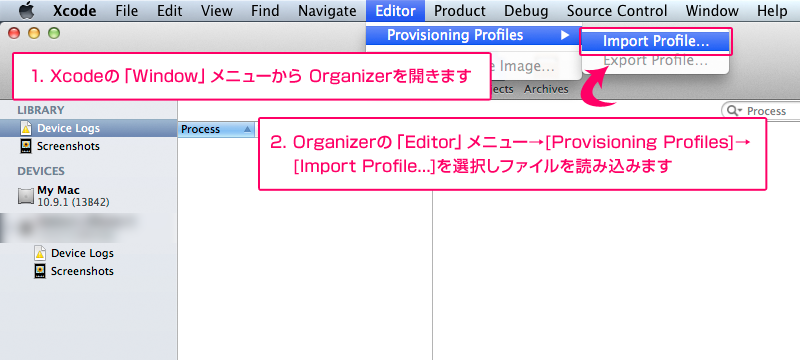 Xcode File Edit View Find Navigate Editor Product Debug Source Control Window Help
Provisioning Profiles
Import Profile...
Export Profile...
Image...
Archives
1. Xcodeの「Window」メニューから Organizerを開きます
LIBRARY
Device Logs
Screenshots
DEVICES
My Mac
10.9.1 (13B42)
Device Logs
Screenshots
Process
Process
2. Organizerの「Editor」メニュー→[Provisioning Profiles]→
[Import Profile...]を選択しファイルを読み込みます